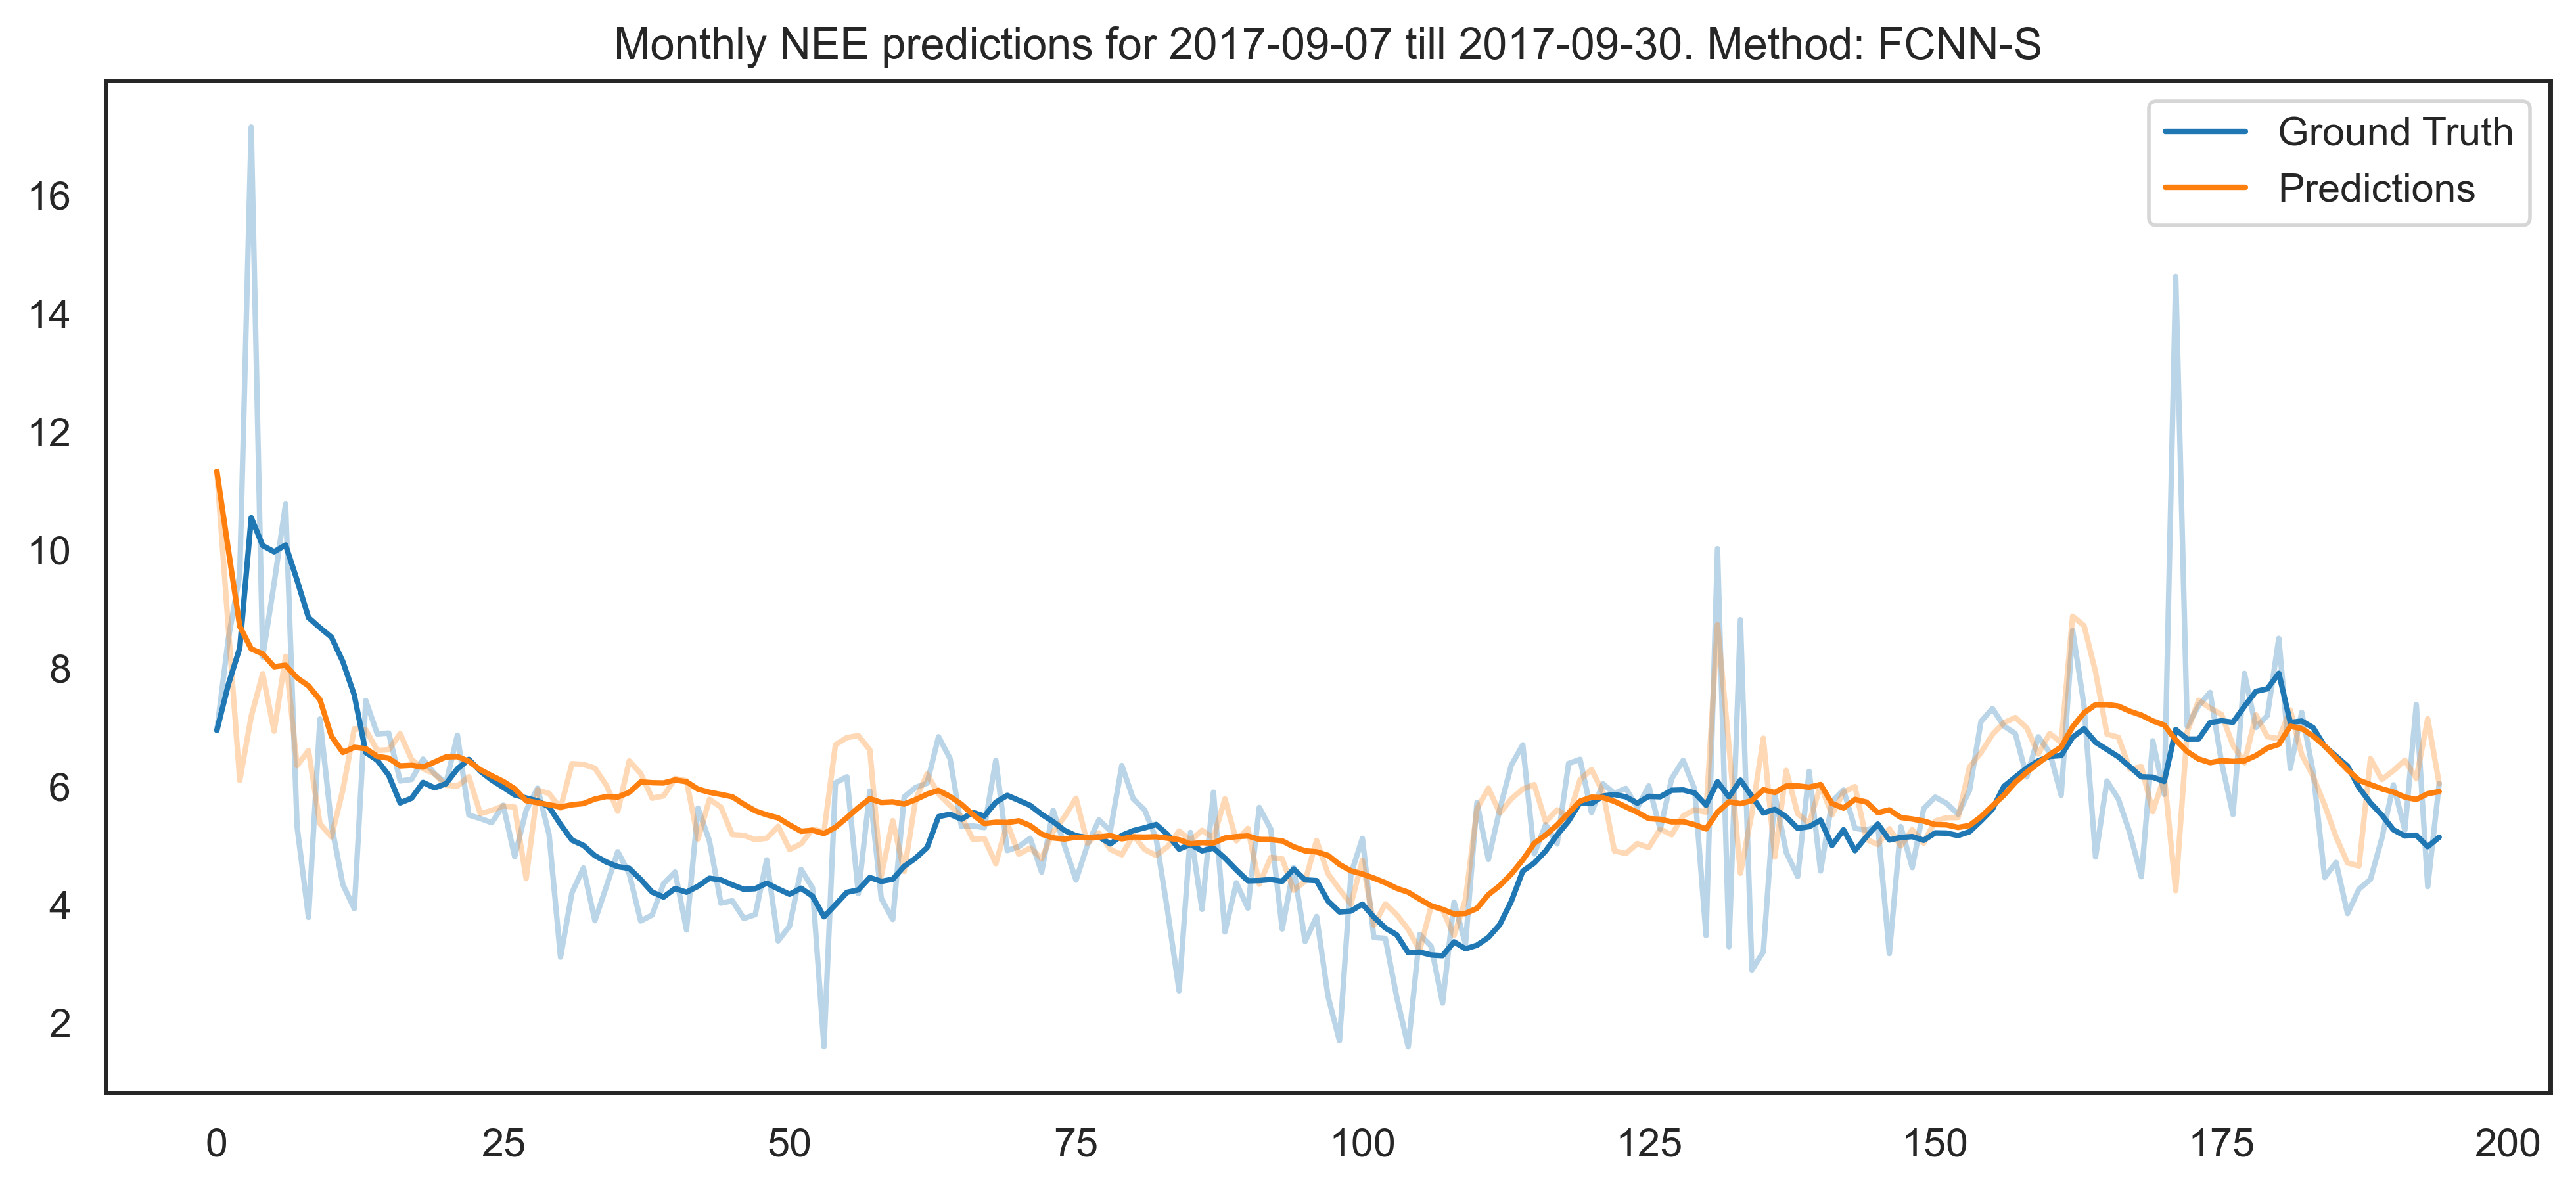 Monthly NEE predictions for 2017-09-07 till 2017-09-30. Method: FCNN-S
Ground Truth
Predictions
16
14
12
10
8
6
4
2
0 25 50 75 100 125 150 175 200